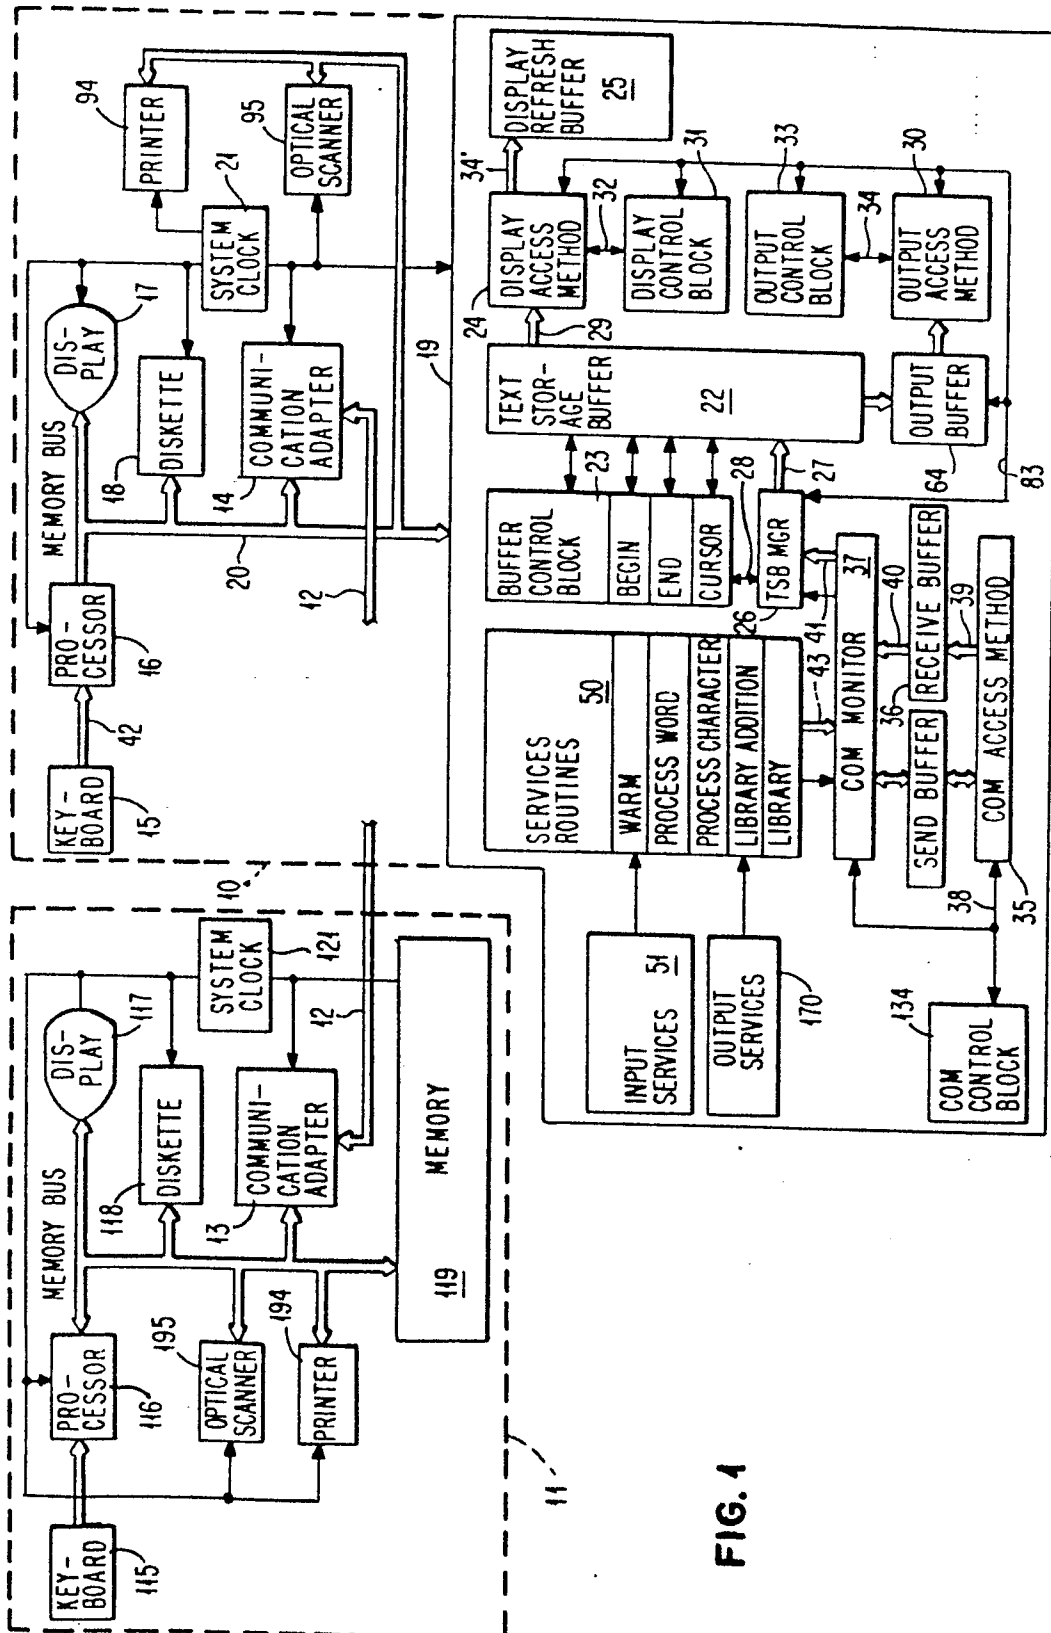 KEY-
BOARD
115
PRO-
CESSOR
116
MEMORY BUS
DIS-
PLAY
117
118
DISKETTE
SYSTEM
CLOCK
121
13
COMMUNI-
CATION
ADAPTER
12
195
OPTICAL
SCANNER
194
PRINTER
119
MEMORY
11
10
KEY-
BOARD
15
42
PRO-
CESSOR
16
MEMORY BUS
DIS-
PLAY
17
18
DISKETTE
20
14
COMMUNI-
CATION
ADAPTER
12
SYSTEM
CLOCK
21
94
PRINTER
95
OPTICAL
SCANNER
19
INPUT
SERVICES
51
OUTPUT
SERVICES
170
134
COM
CONTROL
BLOCK
SERVICES
ROUTINES
50
WARM
PROCESS WORD
PROCESS CHARACTER
LIBRARY ADDITION
LIBRARY
43
COM MONITOR
37
41
SEND BUFFER
36
RECEIVE BUFFER
40
39
38
COM ACCESS METHOD
35
BUFFER
CONTROL
BLOCK
23
BEGIN
END
CURSOR
28
26
TSB MGR
27
TEXT
STOR-
AGE
BUFFER
22
29
24
DISPLAY
ACCESS
METHOD
34'
DISPLAY
REFRESH
BUFFER
25
32
DISPLAY
CONTROL
BLOCK
31
OUTPUT
CONTROL
BLOCK
33
34
OUTPUT
ACCESS
METHOD
30
OUTPUT
BUFFER
64
83
FIG. 1